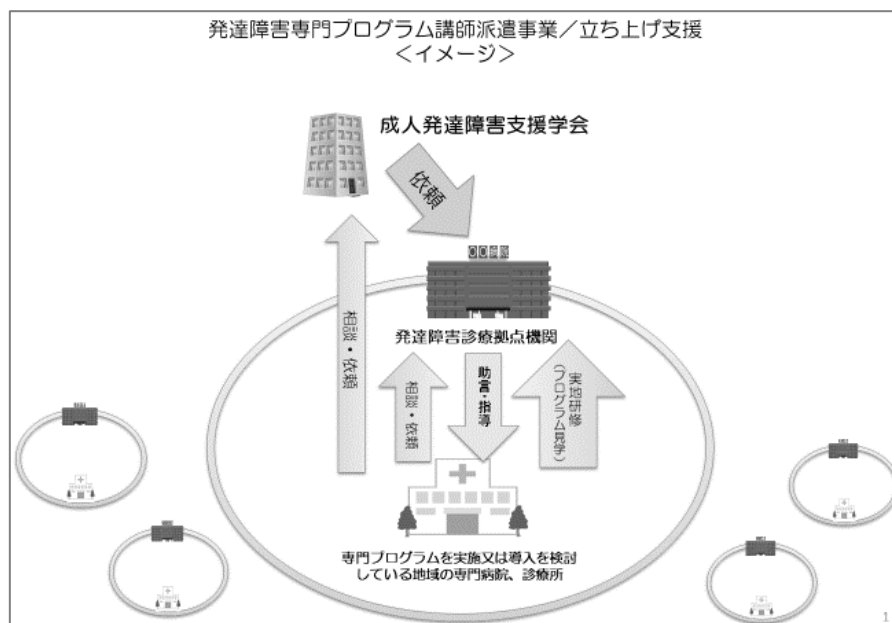 発達障害専門プログラム講師派遣事業／立ち上げ支援
＜イメージ＞
成人発達障害支援学会
依頼
発達障害診療拠点機関
相談・依頼
相談・依頼
助言・指導
実地研修
（プログラム見学）
専門プログラムを実施又は導入を検討
している地域の専門病院、診療所
1